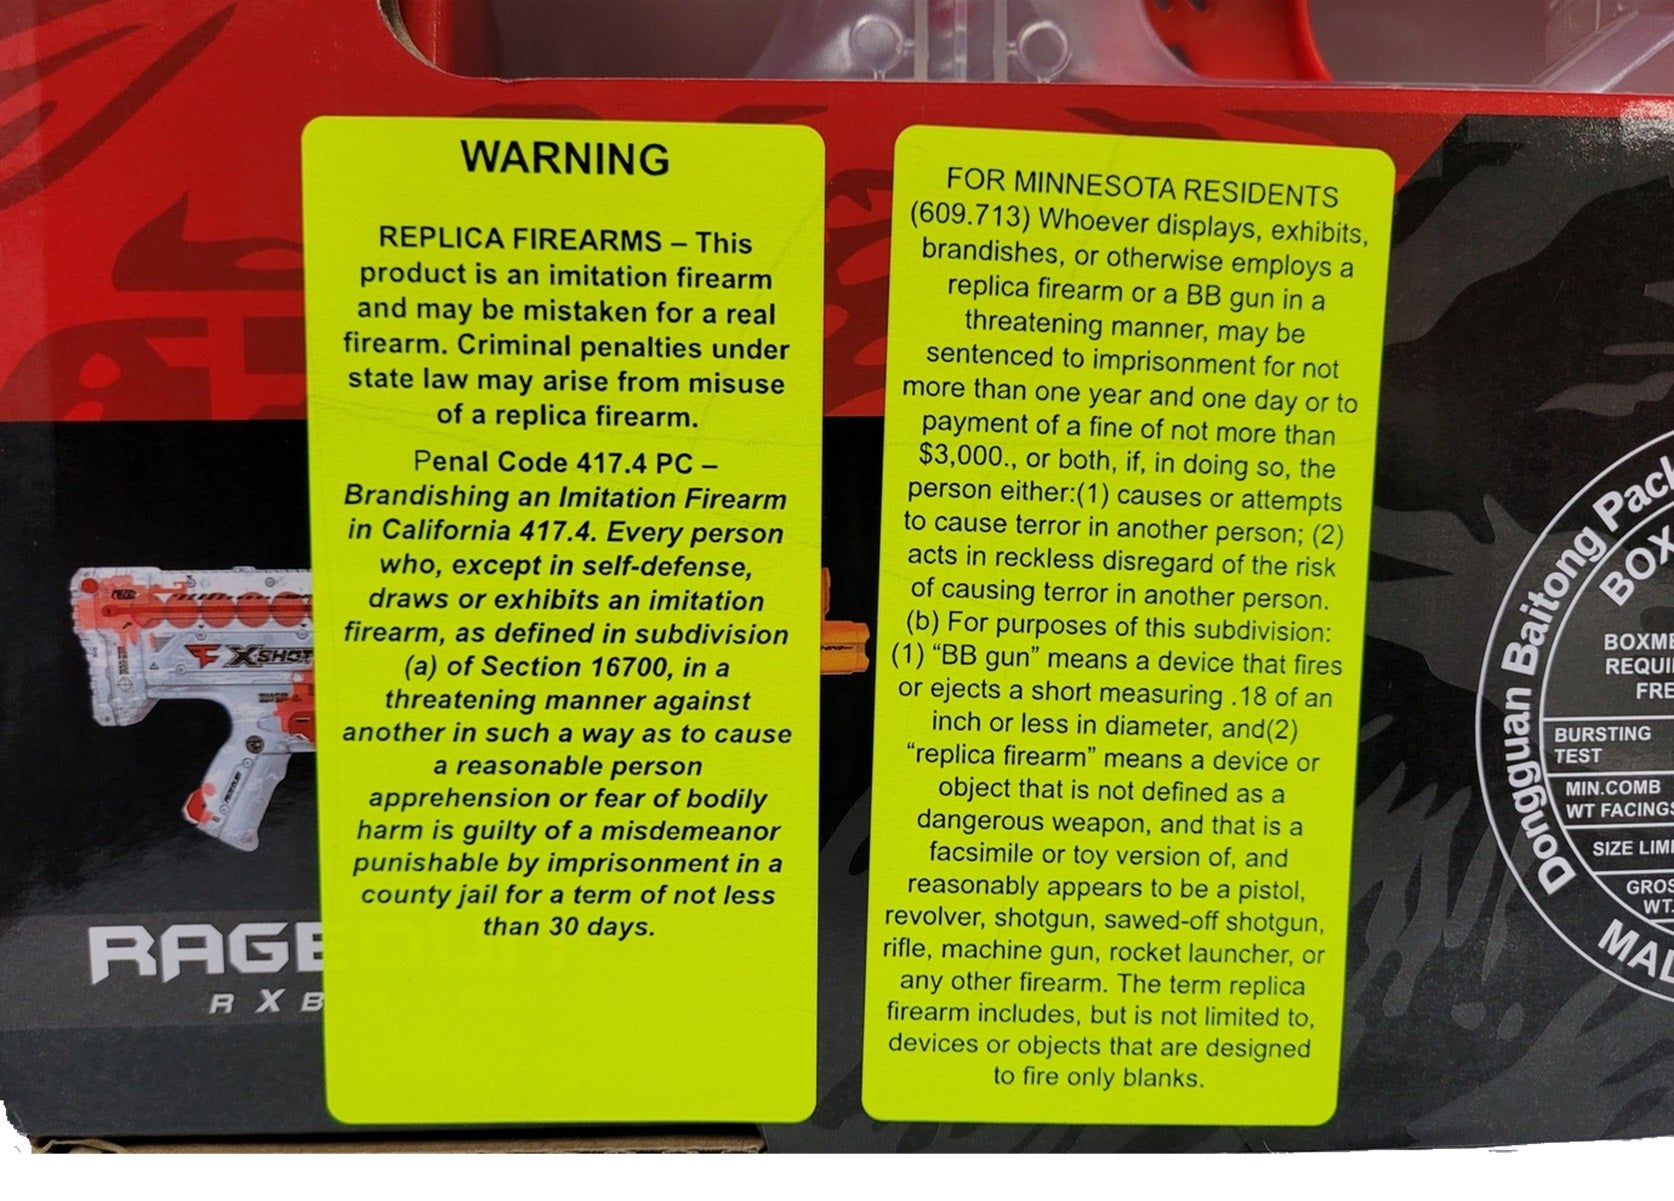 WARNING
REPLICA FIREARMS – This
product is an imitation firearm
and may be mistaken for a real
firearm. Criminal penalties under
state law may arise from misuse
of a replica firearm.
Penal Code 417.4 PC –
Brandishing an Imitation Firearm
in California 417.4. Every person
who, except in self-defense,
draws or exhibits an imitation
firearm, as defined in subdivision
(a) of Section 16700, in a
threatening manner against
another in such a way as to cause
a reasonable person
apprehension or fear of bodily
harm is guilty of a misdemeanor
punishable by imprisonment in a
county jail for a term of not less
than 30 days.
FOR MINNESOTA RESIDENTS
(609.713) Whoever displays, exhibits,
brandishes, or otherwise employs a
replica firearm or a BB gun in a
threatening manner, may be
sentenced to imprisonment for not
more than one year and one day or to
payment of a fine of not more than
$3,000., or both, if, in doing so, the
person either:(1) causes or attempts
to cause terror in another person; (2)
acts in reckless disregard of the risk
of causing terror in another person.
(b) For purposes of this subdivision:
(1) “BB gun” means a device that fires
or ejects a short measuring .18 of an
inch or less in diameter, and(2)
“replica firearm” means a device or
object that is not defined as a
dangerous weapon, and that is a
facsimile or toy version of, and
reasonably appears to be a pistol,
revolver, shotgun, sawed-off shotgun,
rifle, machine gun, rocket launcher, or
any other firearm. The term replica
firearm includes, but is not limited to,
devices or objects that are designed
to fire only blanks.
X-SHOT
RAGE
Dongguan Baitong Pack
BOX
BURSTING
TEST
MIN.COMB
WT FACINGS
SIZE LIM
WT.